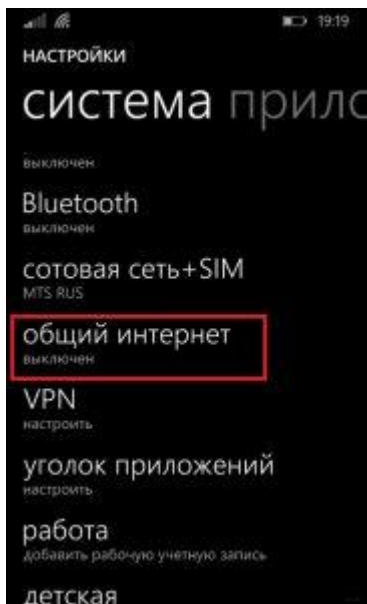 19:19
НАСТРОЙКИ
система прило
выключен
Bluetooth
выключен
сотовая сеть+SIM
MTS RUS
общий интернет
выключен
VPN
настроить
уголок приложений
настроить
работа
добавить рабочую учетную запись
детская